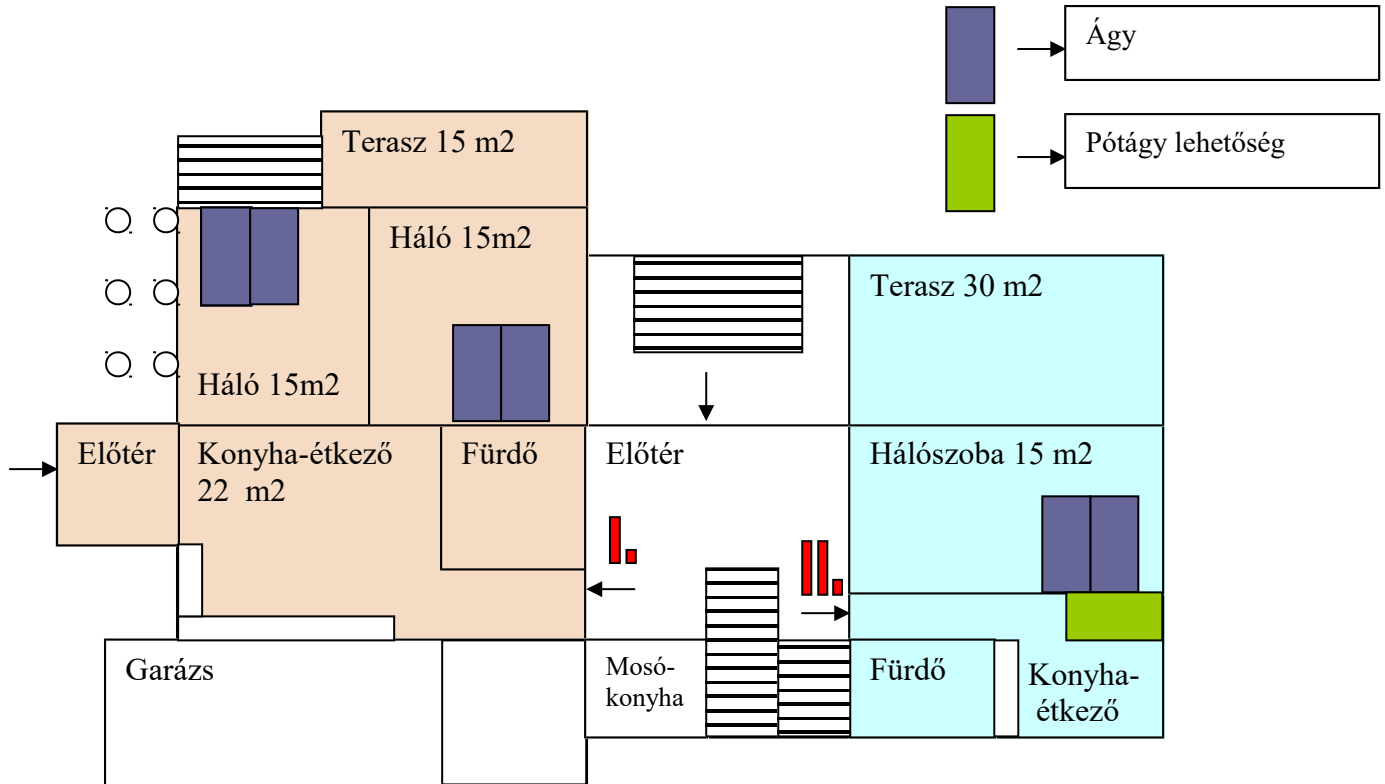 Ágy
Pótágy lehetőség
Terasz 15 m2
Háló 15m2
Háló 15m2
Terasz 30 m2
Előtér
Konyha-étkező
22 m2
Fürdő
Előtér
Hálószoba 15 m2
I.
II.
Garázs
Mosó-
konyha
Fürdő
Konyha-
étkező